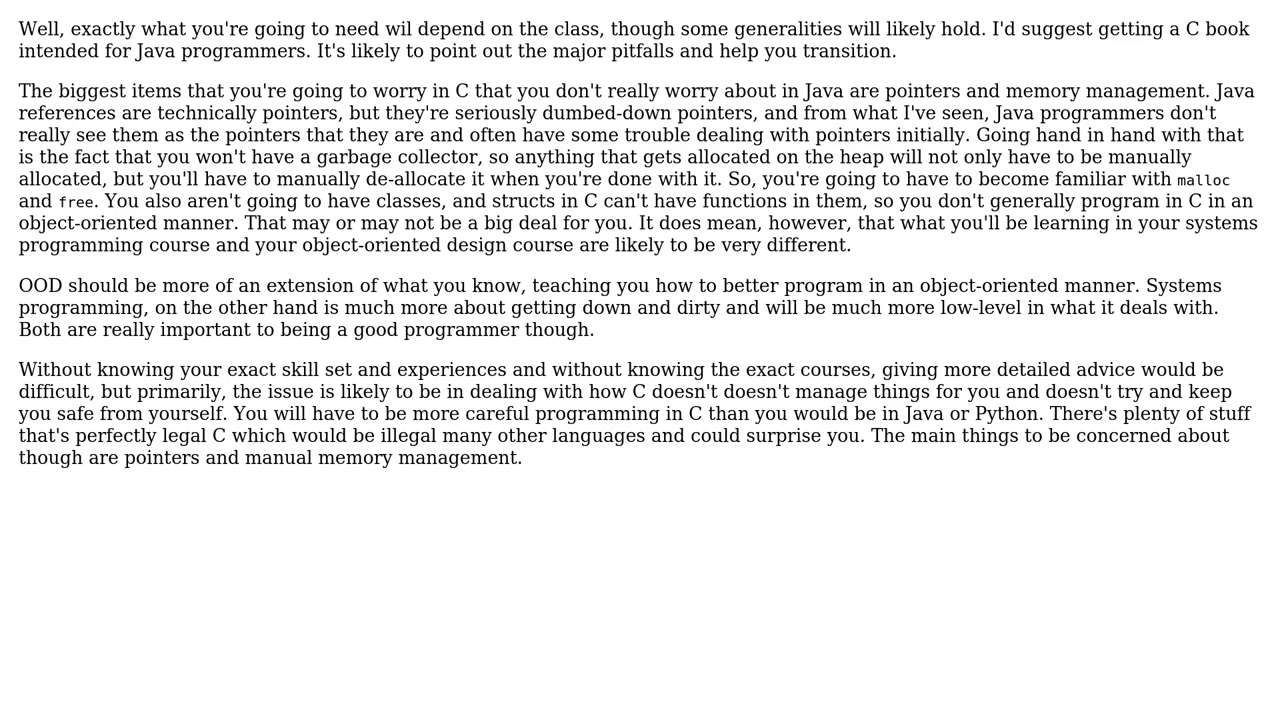 Well, exactly what you're going to need wil depend on the class, though some generalities will likely hold. I'd suggest getting a C book
intended for Java programmers. It's likely to point out the major pitfalls and help you transition.
The biggest items that you're going to worry in C that you don't really worry about in Java are pointers and memory management. Java
references are technically pointers, but they're seriously dumbed-down pointers, and from what I've seen, Java programmers don't
really see them as the pointers that they are and often have some trouble dealing with pointers initially. Going hand in hand with that
is the fact that you won't have a garbage collector, so anything that gets allocated on the heap will not only have to be manually
allocated, but you'll have to manually de-allocate it when you're done with it. So, you're going to have to become familiar with malloc
and free. You also aren't going to have classes, and structs in C can't have functions in them, so you don't generally program in C in an
object-oriented manner. That may or may not be a big deal for you. It does mean, however, that what you'll be learning in your systems
programming course and your object-oriented design course are likely to be very different.
OOD should be more of an extension of what you know, teaching you how to better program in an object-oriented manner. Systems
programming, on the other hand is much more about getting down and dirty and will be much more low-level in what it deals with.
Both are really important to being a good programmer though.
Without knowing your exact skill set and experiences and without knowing the exact courses, giving more detailed advice would be
difficult, but primarily, the issue is likely to be in dealing with how C doesn't doesn't manage things for you and doesn't try and keep
you safe from yourself. You will have to be more careful programming in C than you would be in Java or Python. There's plenty of stuff
that's perfectly legal C which would be illegal many other languages and could surprise you. The main things to be concerned about
though are pointers and manual memory management.